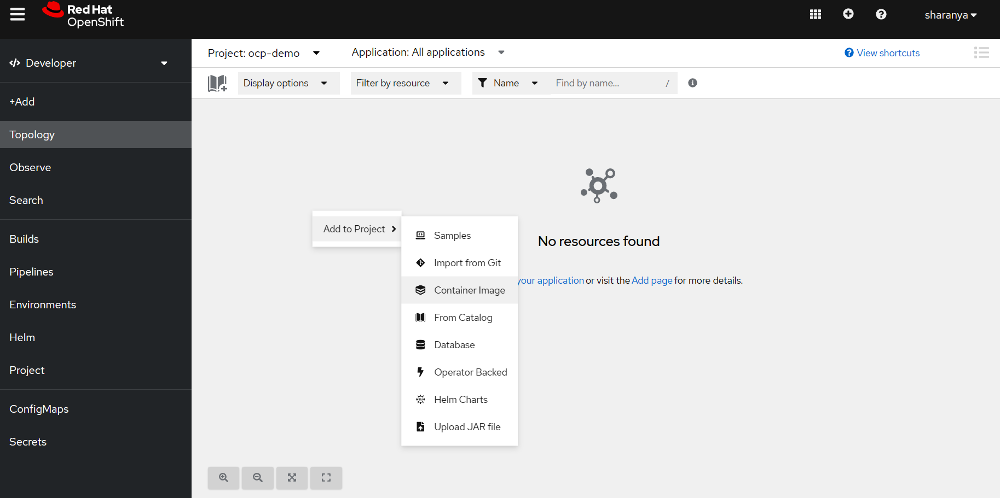 Red Hat
OpenShift
sharanya
Developer
+Add
Topology
Observe
Search
Builds
Pipelines
Environments
Helm
Project
ConfigMaps
Secrets
Project: ocp-demo
Application: All applications
View shortcuts
Display options
Filter by resource
Name
Find by name...
/
No resources found
your application or visit the Add page for more details.
Add to Project
Samples
Import from Git
Container Image
From Catalog
Database
Operator Backed
HELM
Helm Charts
Upload JAR file